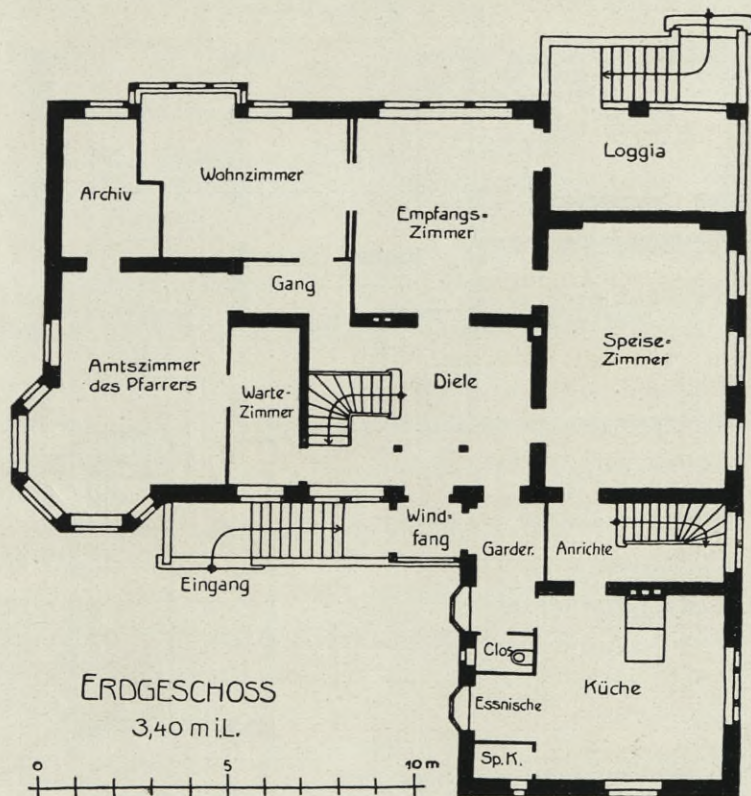 Loggia
Wohnzimmer
Archiv
Empfangs=
Zimmer
Gang
Speise=
Zimmer
Amtszimmer
des Pfarrers
Warte-
Zimmer
Diele
Wind=
fang
Garder.
Anrichte
Eingang
Clos.
Küche
Essnische
Sp.K.
ERDGESCHOSS
3,40 m i.L.
0 5 10 m